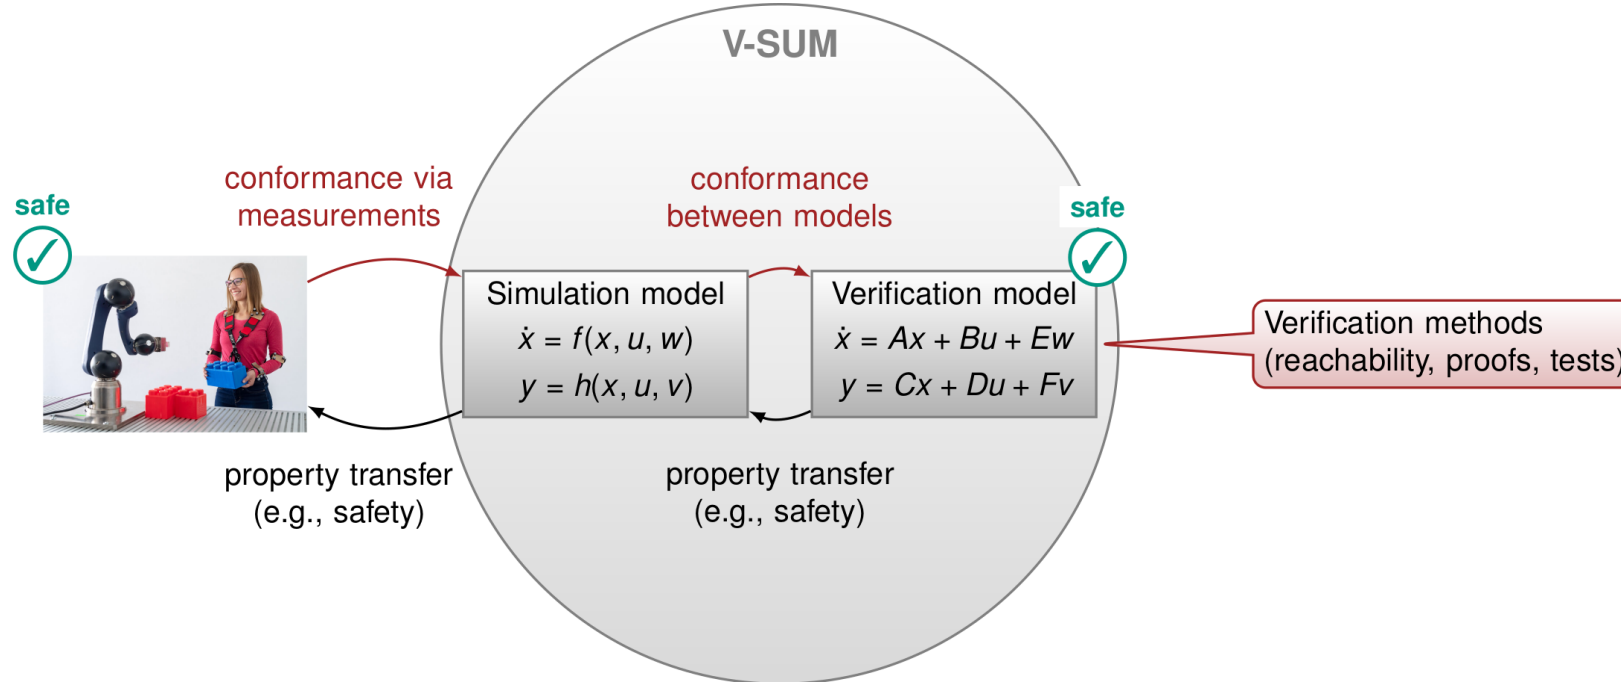 V-SUM
conformance via
measurements
conformance
between models
safe
safe
Simulation model
ẋ = f(x, u, w)
y = h(x, u, v)
Verification model
ẋ = Ax + Bu + Ew
y = Cx + Du + Fv
Verification methods
(reachability, proofs, tests)
property transfer
(e.g., safety)
property transfer
(e.g., safety)